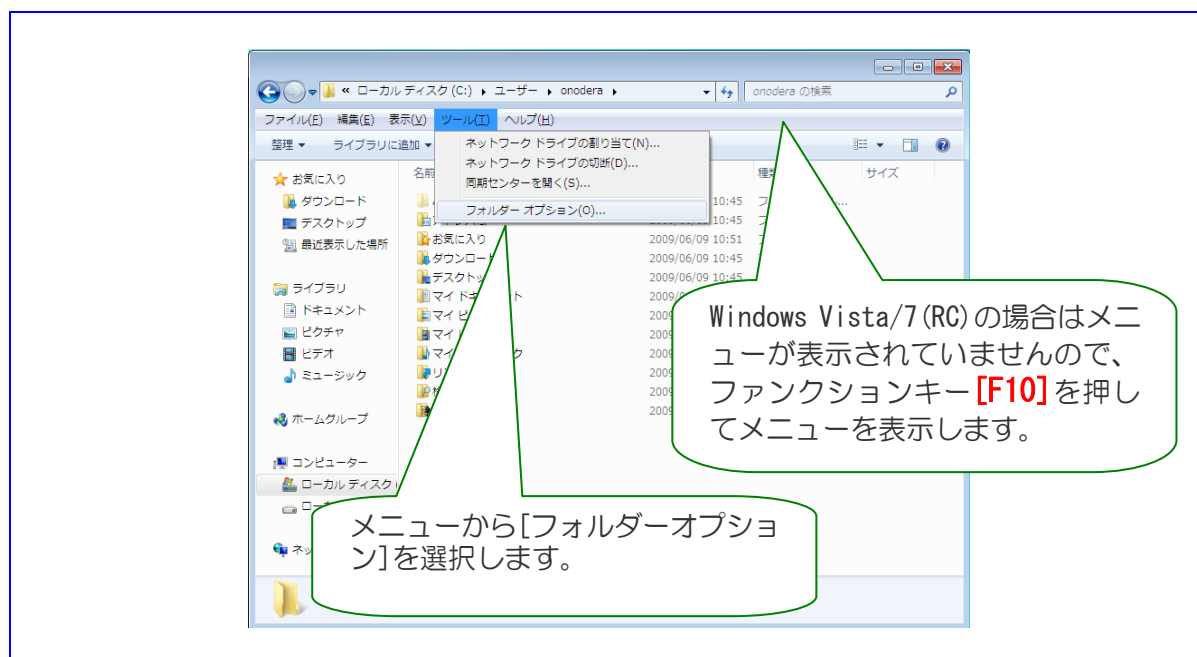 « ローカル ディスク (C:) ▸ ユーザー ▸ onodera ▸
onodera の検索
ファイル(F) 編集(E) 表示(V) ツール(T) ヘルプ(H)
整理 ▼ ライブラリに追加 ▼
ネットワーク ドライブの割り当て(N)...
ネットワーク ドライブの切断(D)...
同期センターを開く(S)...
フォルダー オプション(O)...
サイズ
お気に入り
ダウンロード
デスクトップ
最近表示した場所
ライブラリ
ドキュメント
ピクチャ
ビデオ
ミュージック
ホームグループ
コンピューター
ローカル ディスク
10:45
10:45
お気に入り 2009/06/09 10:51
2009/06/09 10:45
2009/06/09 10:45
Windows Vista/7(RC)の場合はメニ
ューが表示されていませんので、
ファンクションキー[F10]を押し
てメニューを表示します。
メニューから[フォルダーオプショ
ン]を選択します。